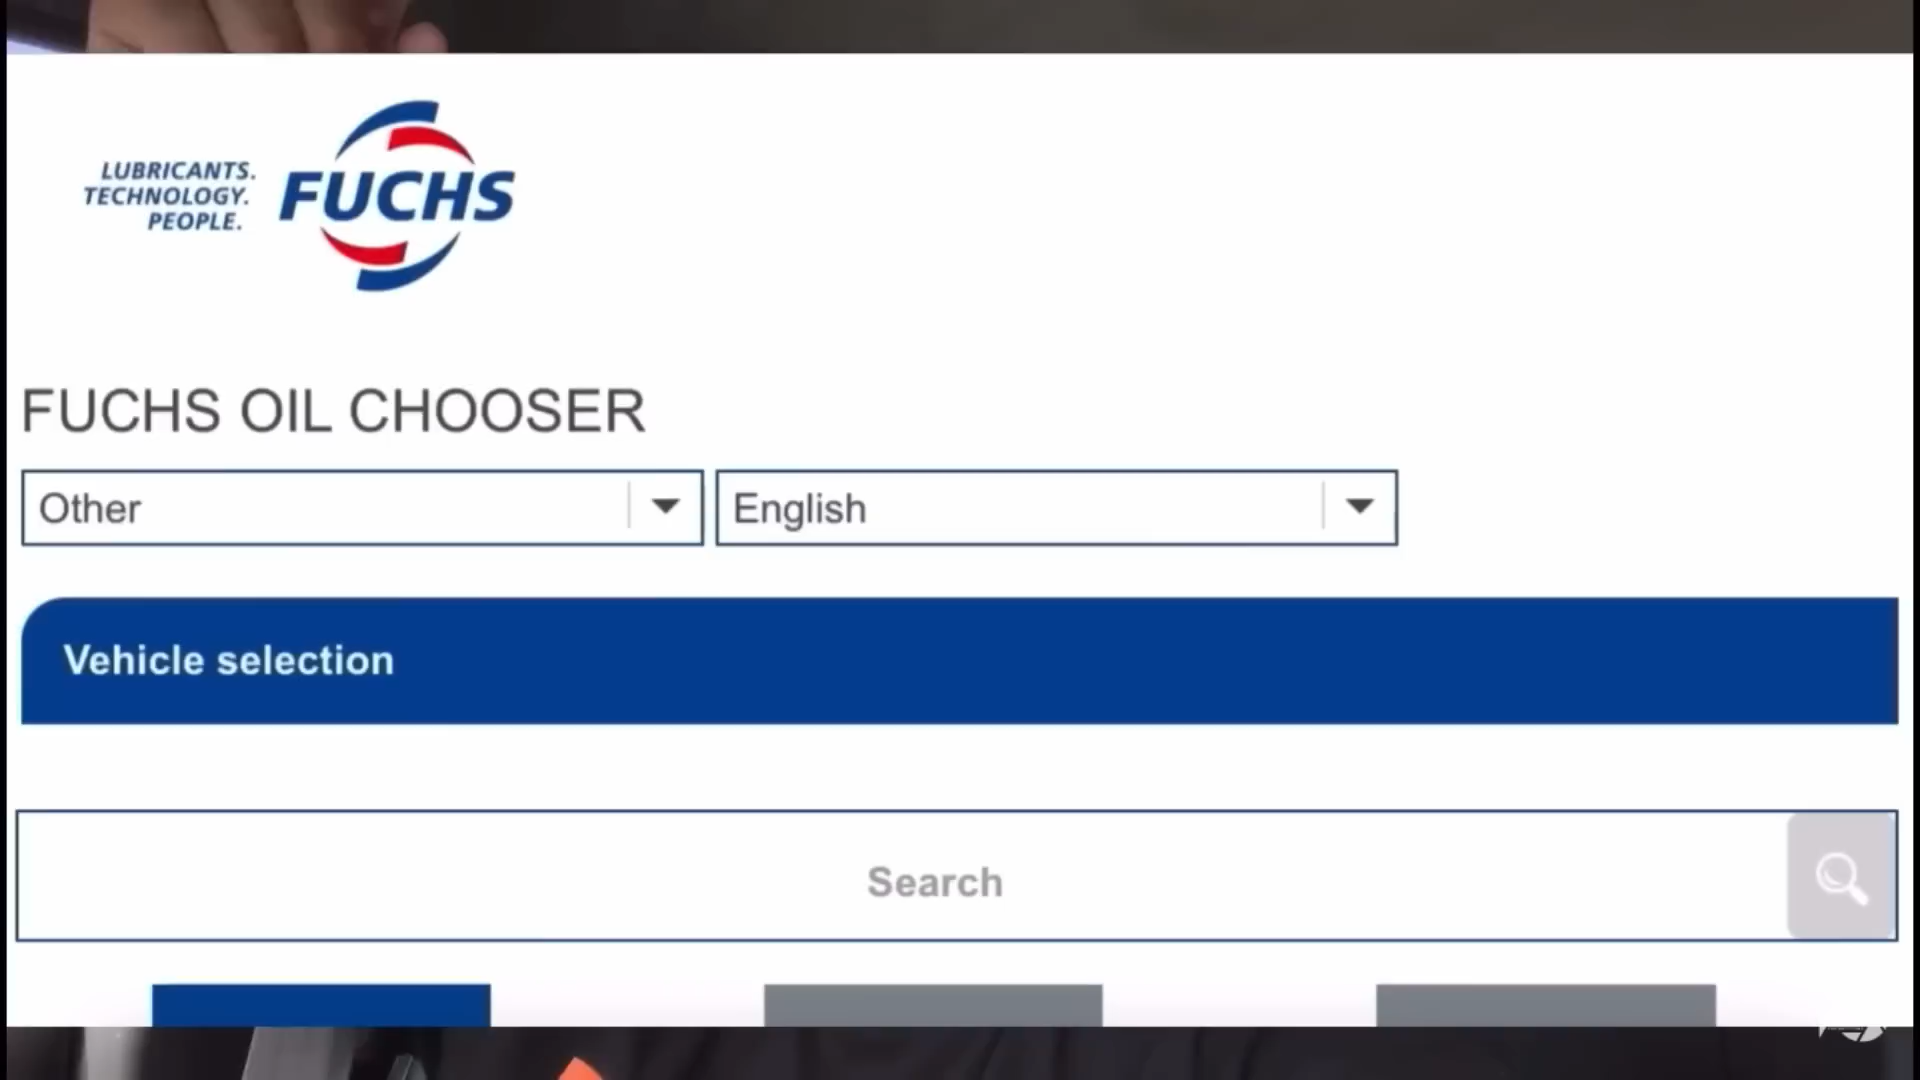 LUBRICANTS.
TECHNOLOGY.
PEOPLE.
FUCHS
FUCHS OIL CHOOSER
Other
English
Vehicle selection
Search